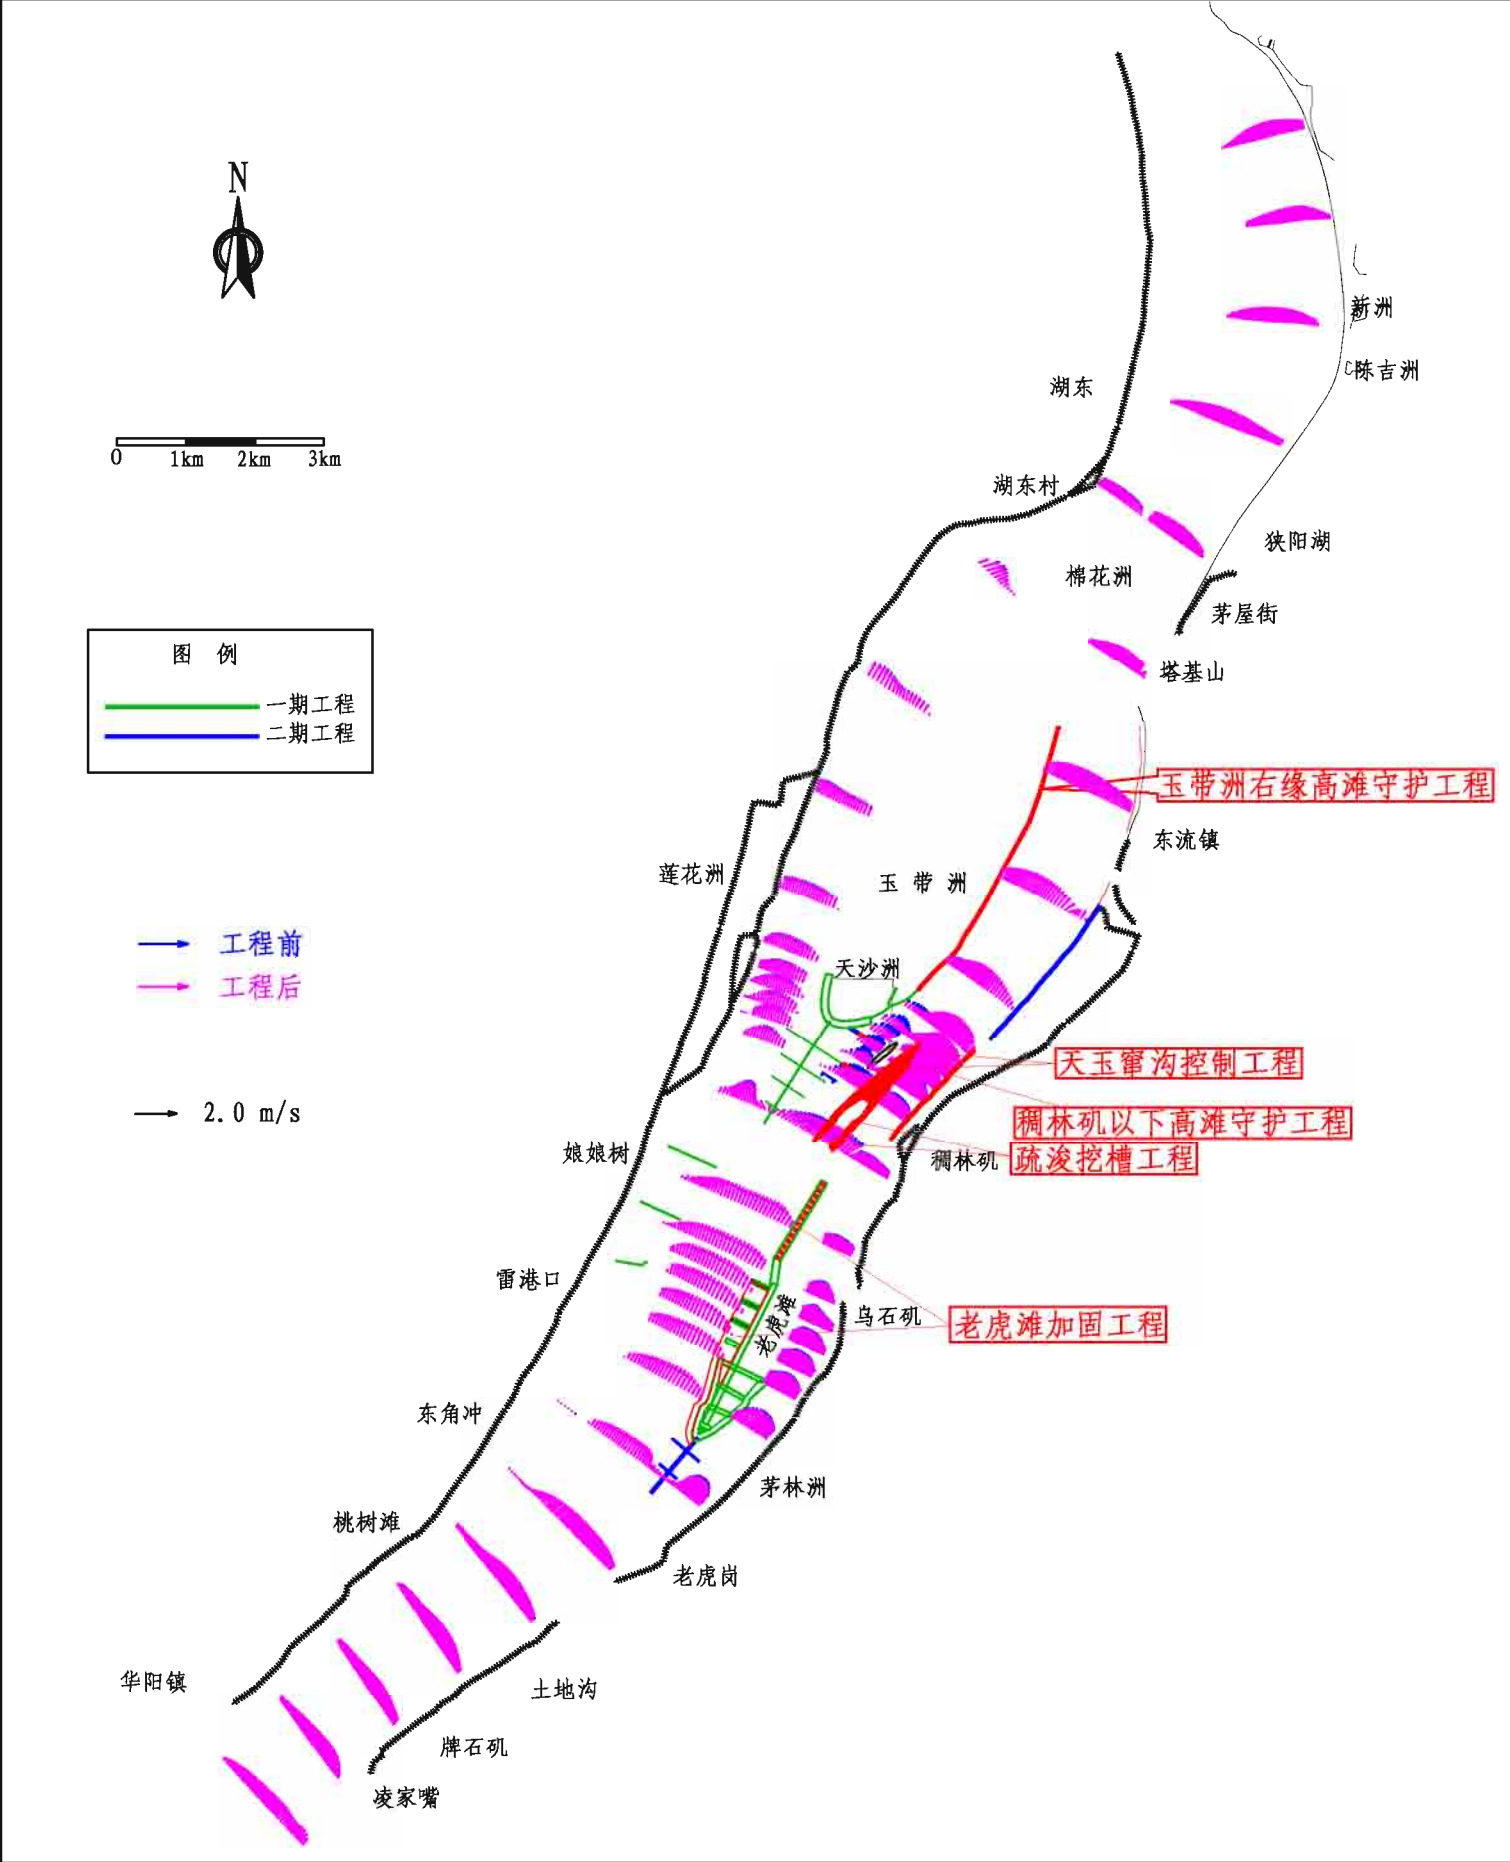 N
新洲
陈吉洲
湖东
0 1km 2km 3km
湖东村
狭阳湖
棉花洲
茅屋街
图 例
一期工程
二期工程
塔基山
玉带洲右缘高滩守护工程
东流镇
莲花洲
玉带洲
工程前
工程后
天沙洲
天玉窜沟控制工程
2.0 m/s
稠林矶以下高滩守护工程
娘娘树
稠林矶
疏浚挖槽工程
雷港口
老虎滩
乌石矶
老虎滩加固工程
东角冲
茅林洲
桃树滩
老虎岗
华阳镇
土地沟
牌石矶
凌家嘴